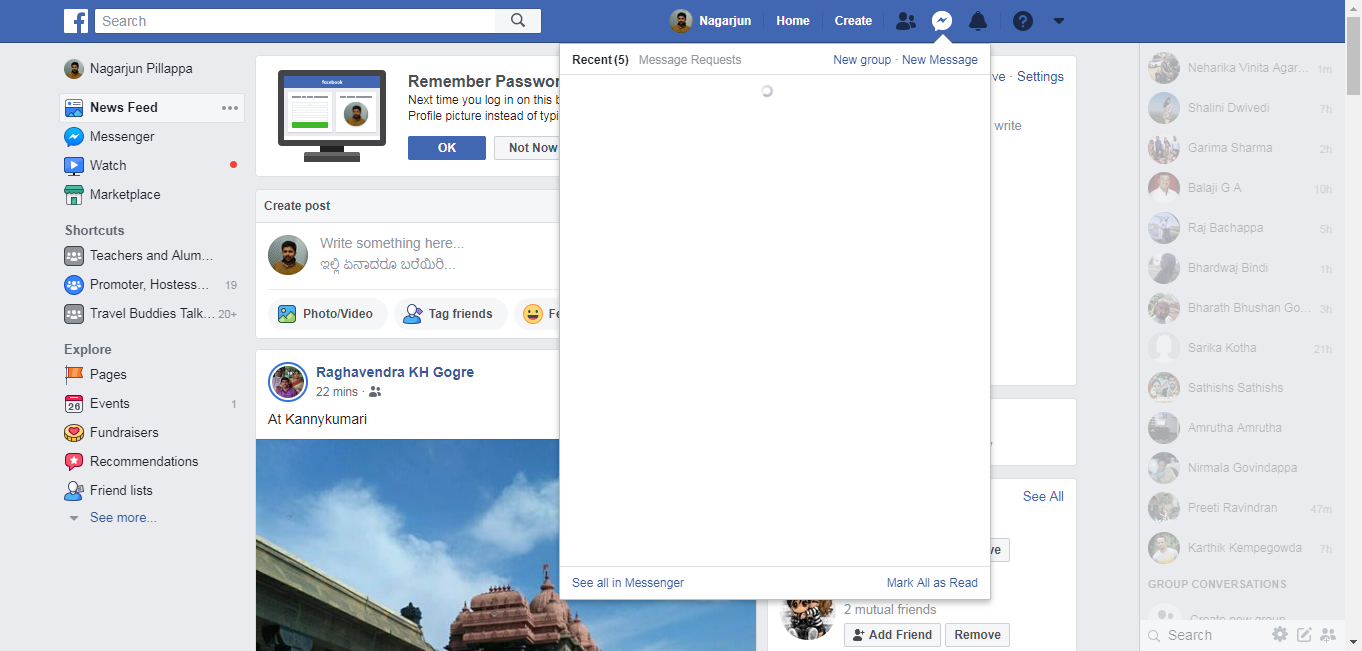 Search
Nagarjun
Home
Create
Nagarjun Pillappa
News Feed
Messenger
Watch
Marketplace
Shortcuts
Teachers and Alum...
Promoter, Hostess... 19
Travel Buddies Talk... 20+
Explore
Pages
Events 1
Fundraisers
Recommendations
Friend lists
See more...
facebook
Remember Passwor
Next time you log in on this b
Profile picture instead of typi
OK
Not Now
Create post
Write something here...
ಇಲ್ಲಿ ಏನಾದರೂ ಬರೆಯಿರಿ...
Photo/Video
Tag friends
Fe
Raghavendra KH Gogre
22 mins ·
At Kannykumari
Recent (5) Message Requests
New group · New Message
See all in Messenger
Mark All as Read
ve · Settings
write
See All
ve
2 mutual friends
Add Friend
Remove
Neharika Vinita Agar... 1m
Shalini Dwivedi 7h
Garima Sharma 2h
Balaji G A 10h
Raj Bachappa 5h
Bhardwaj Bindi 1h
Bharath Bhushan Go... 3h
Sarika Kotha 21h
Sathishs Sathishs
Amrutha Amrutha
Nirmala Govindappa
Preeti Ravindran 47m
Karthik Kempegowda 7h
GROUP CONVERSATIONS
Create new group
Search